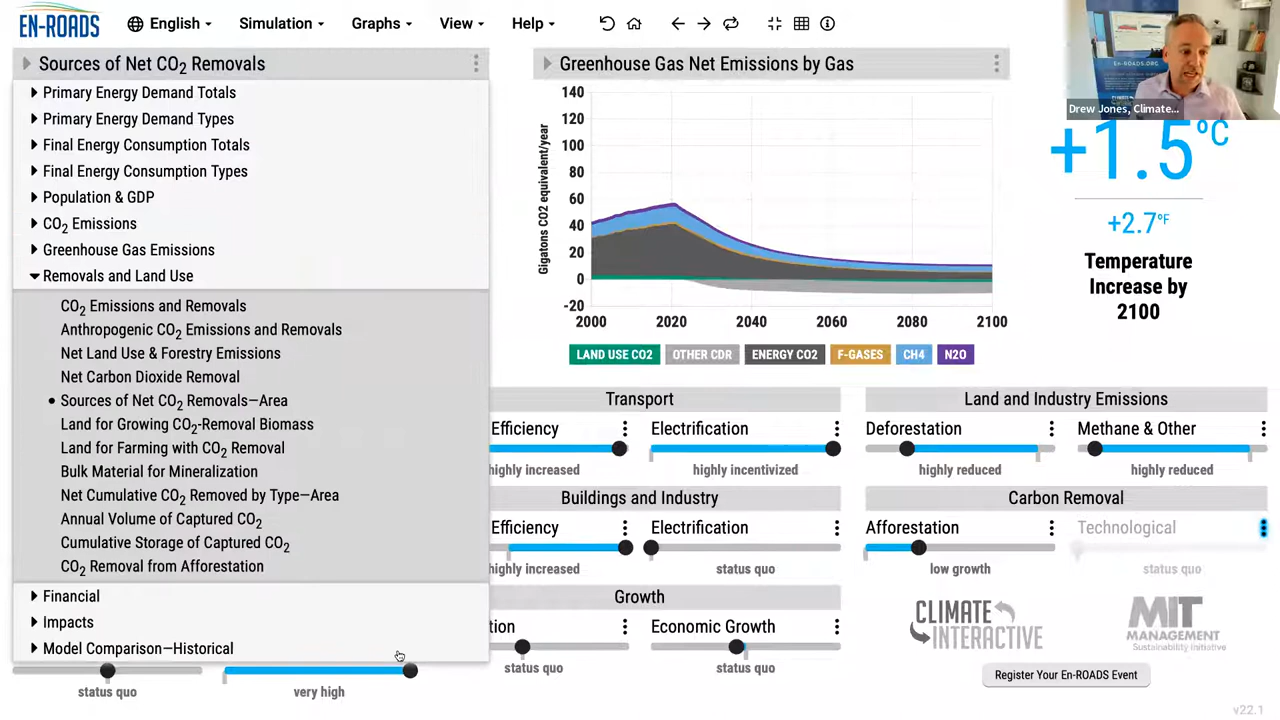 EN-ROADS
English
Simulation
Graphs
View
Help
Sources of Net CO2 Removals
Primary Energy Demand Totals
Primary Energy Demand Types
Final Energy Consumption Totals
Final Energy Consumption Types
Population & GDP
CO2 Emissions
Greenhouse Gas Emissions
Removals and Land Use
CO2 Emissions and Removals
Anthropogenic CO2 Emissions and Removals
Net Land Use & Forestry Emissions
Net Carbon Dioxide Removal
Sources of Net CO2 Removals—Area
Land for Growing CO2-Removal Biomass
Land for Farming with CO2 Removal
Bulk Material for Mineralization
Net Cumulative CO2 Removed by Type—Area
Annual Volume of Captured CO2
Cumulative Storage of Captured CO2
CO2 Removal from Afforestation
Financial
Impacts
Model Comparison—Historical
status quo
very high
Greenhouse Gas Net Emissions by Gas
Gigatons CO2 equivalent/year
140
120
100
80
60
40
20
0
-20
2000
2020
2040
2060
2080
2100
LAND USE CO2
OTHER CDR
ENERGY CO2
F-GASES
CH4
N2O
EN-ROADS.ORG
Drew Jones, Climate...
+1.5°C
+2.7°F
Temperature
Increase by
2100
Transport
Efficiency
Electrification
highly increased
highly incentivized
Buildings and Industry
Efficiency
Electrification
highly increased
status quo
Growth
tion
Economic Growth
status quo
status quo
Land and Industry Emissions
Deforestation
Methane & Other
highly reduced
highly reduced
Carbon Removal
Afforestation
Technological
low growth
status quo
CLIMATE
INTERACTIVE
MIT
MANAGEMENT
Sustainability Initiative
Register Your En-ROADS Event
v22.1